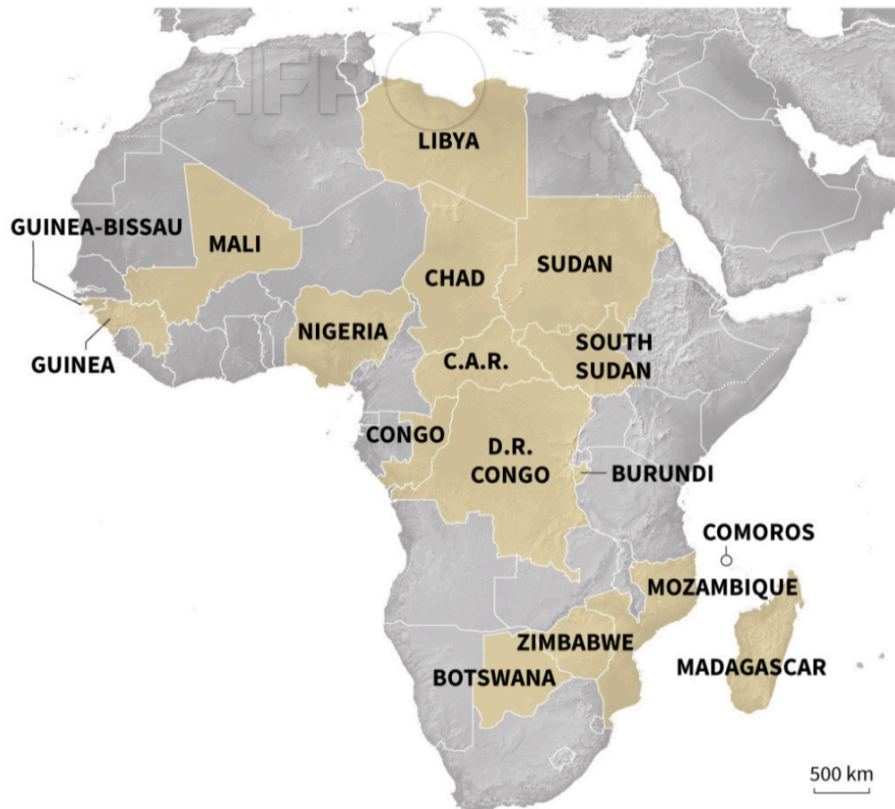 AFP
LIBYA
GUINEA-BISSAU
MALI
CHAD
SUDAN
NIGERIA
SOUTH
SUDAN
C.A.R.
GUINEA
CONGO
D.R.
CONGO
BURUNDI
COMOROS
MOZAMBIQUE
ZIMBABWE
MADAGASCAR
BOTSWANA
500 km